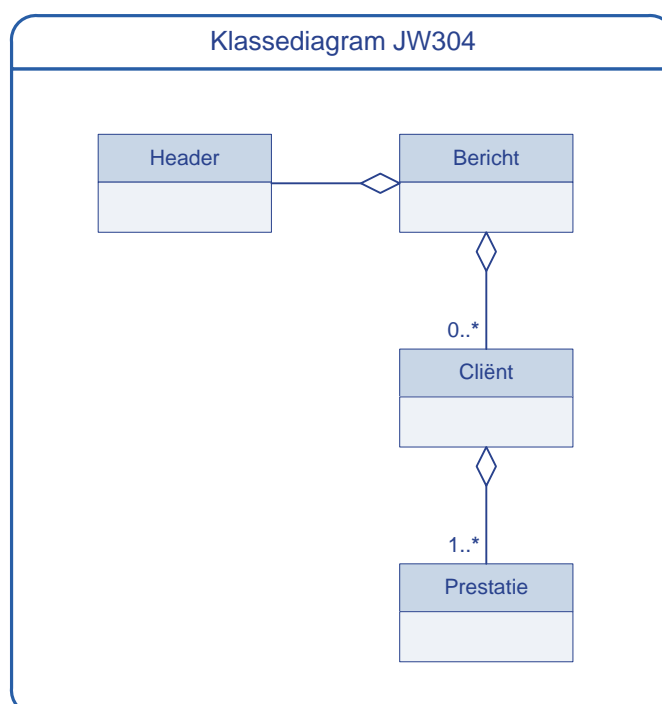 Klassediagram JW304
Header
Bericht
0..*
Cliënt
1..*
Prestatie